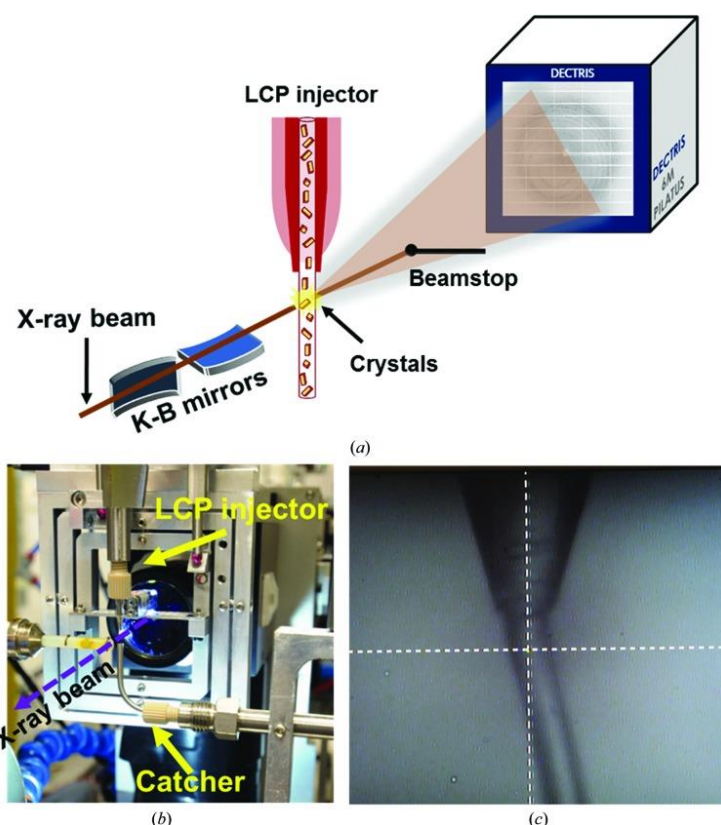 DECTRIS
LCP injector
DECTRIS
6M
PILATUS
Beamstop
X-ray beam
Crystals
K-B mirrors
(a)
LCP injector
X-ray beam
Catcher
(b)
(c)